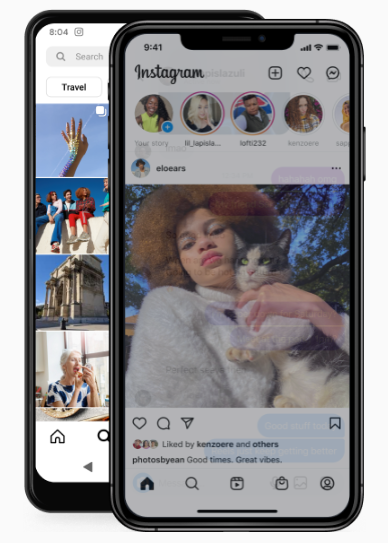 8:04
Search
Travel
9:41
Instagram
Your story
lil_lapisla...
lofti232
kenzoere
sapp
eloears
Liked by kenzoere and others
photosbyean Good times. Great vibes.